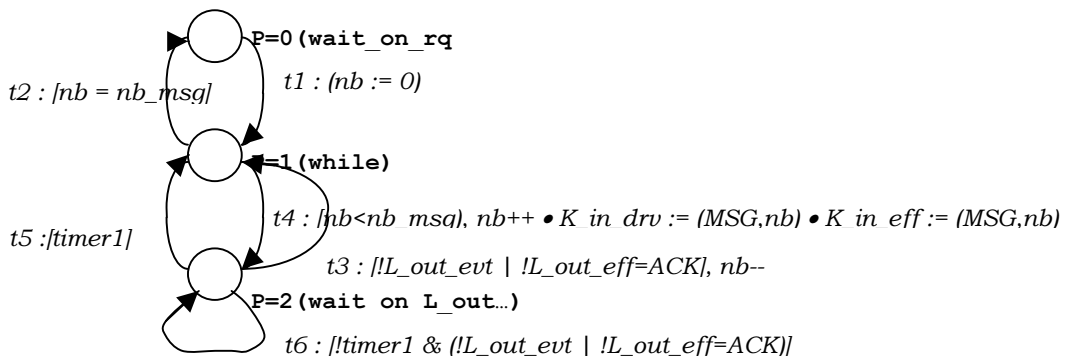 P=0(wait_on_rq
t1 : (nb := 0)
t2 : [nb = nb_msg]
P=1(while)
t4 : [nb<nb_msg), nb++ • K_in_drv := (MSG,nb) • K_in_eff := (MSG,nb)
t5 :[timer1]
t3 : [!L_out_evt | !L_out_eff=ACK], nb--
P=2(wait on L_out…)
t6 : [!timer1 & (!L_out_evt | !L_out_eff=ACK)]